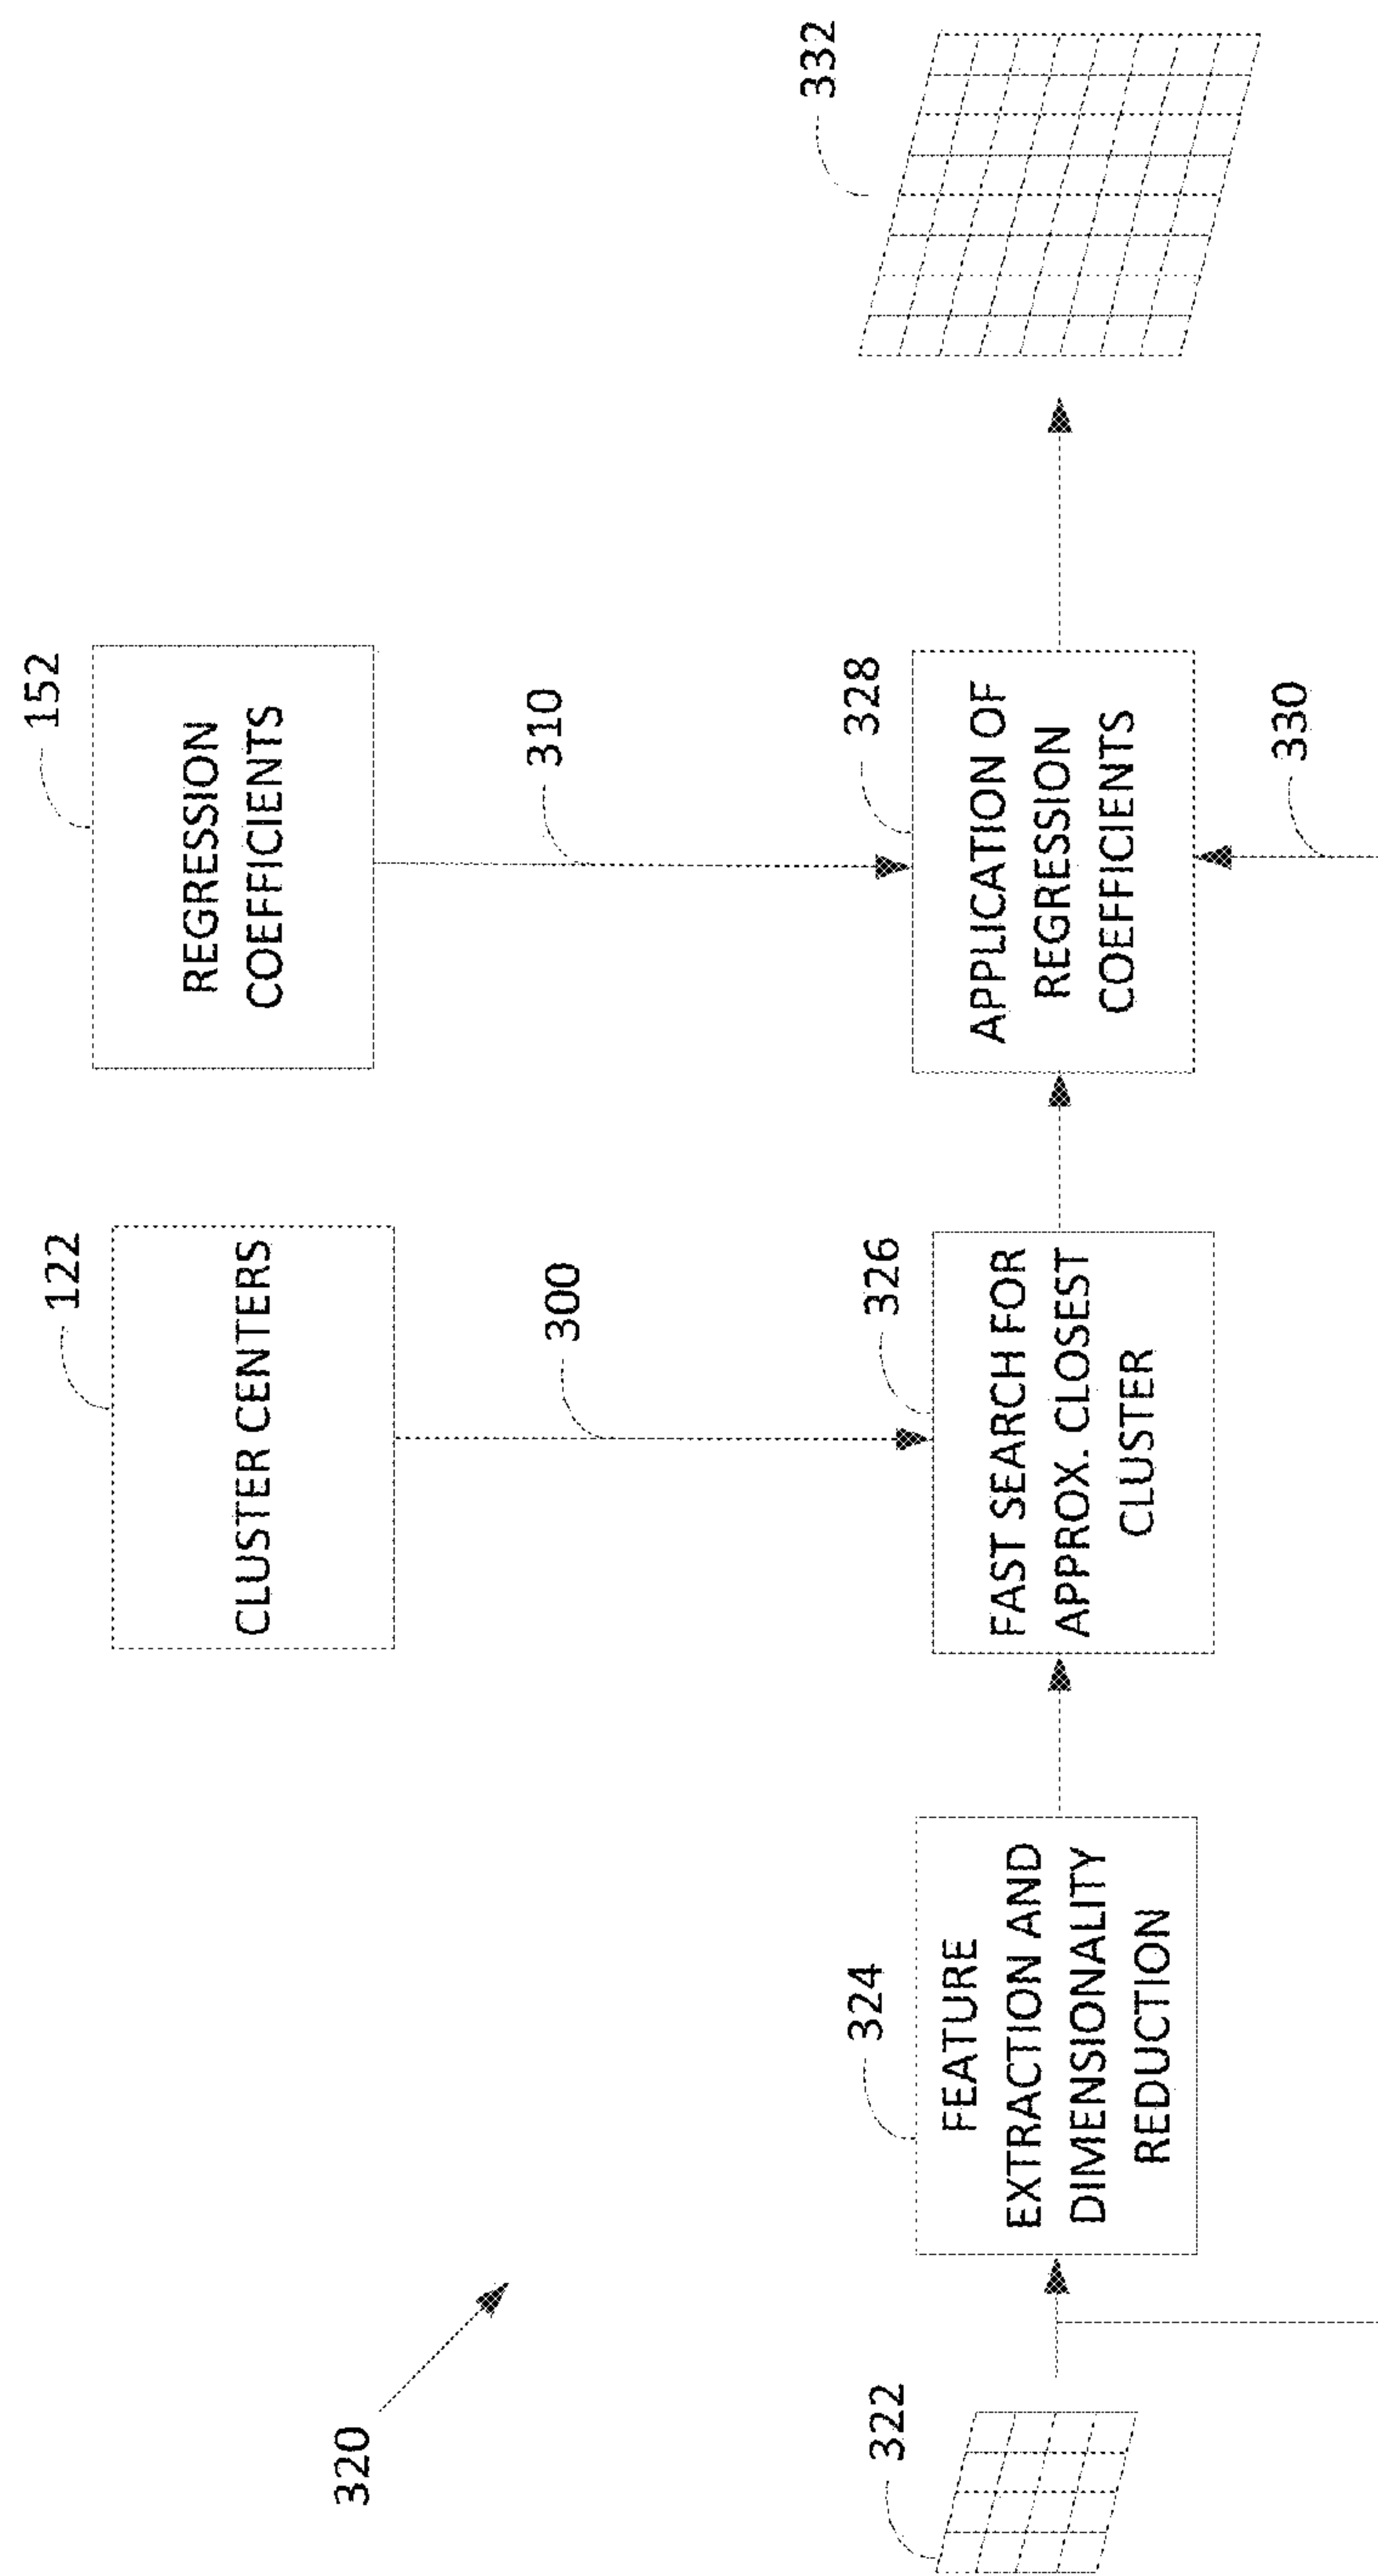 320
122
CLUSTER CENTERS
152
REGRESSION
COEFFICIENTS
300
310
322
324
FEATURE
EXTRACTION AND
DIMENSIONALITY
REDUCTION
326
FAST SEARCH FOR
APPROX. CLOSEST
CLUSTER
328
APPLICATION OF
REGRESSION
COEFFICIENTS
332
330